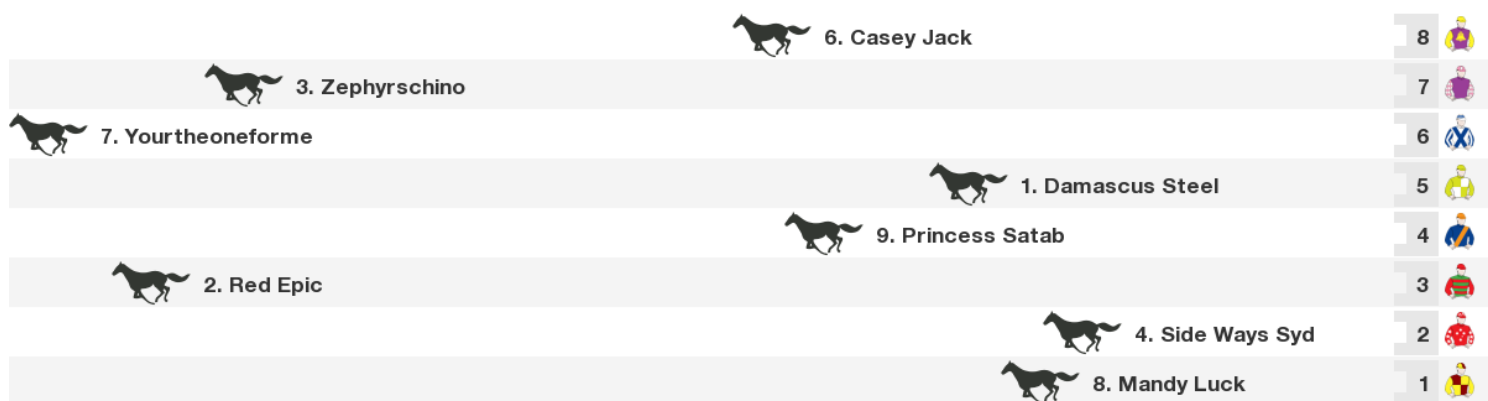 6. Casey Jack 8
3. Zephyrschino 7
7. Yourtheoneforme 6
1. Damascus Steel 5
9. Princess Satab 4
2. Red Epic 3
4. Side Ways Syd 2
8. Mandy Luck 1